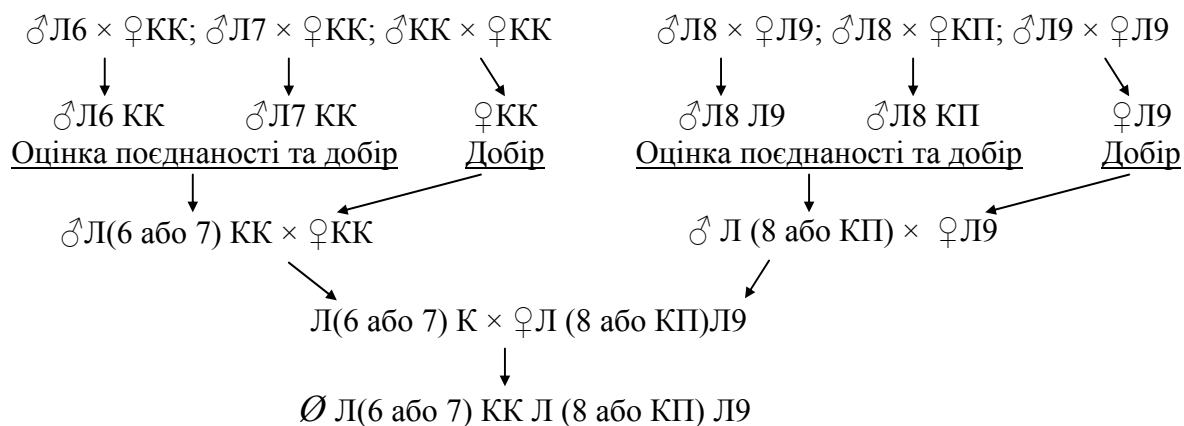 ♂Л6 × ♀КК; ♂Л7 × ♀КК; ♂КК × ♀КК
♂Л8 × ♀Л9; ♂Л8 × ♀КП; ♂Л9 × ♀Л9
♂Л6 КК ♂Л7 КК ♀КК
♂Л8 Л9 ♂Л8 КП ♀Л9
Оцінка поєднаності та добір Добір
Оцінка поєднаності та добір Добір
♂Л(6 або 7) КК × ♀КК
♂ Л (8 або КП) × ♀Л9
Л(6 або 7) К × ♀Л (8 або КП)Л9
Ø Л(6 або 7) КК Л (8 або КП) Л9